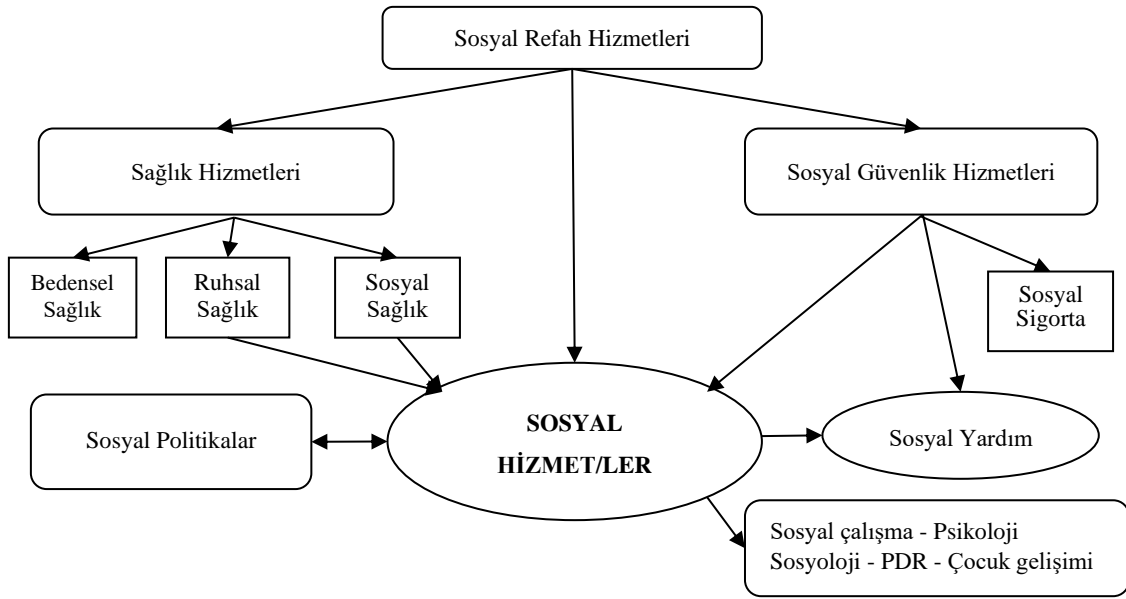 Sosyal Refah Hizmetleri
Sağlık Hizmetleri
Sosyal Güvenlik Hizmetleri
Bedensel
Sağlık
Ruhsal
Sağlık
Sosyal
Sağlık
Sosyal
Sigorta
Sosyal Politikalar
SOSYAL
HİZMET/LER
Sosyal Yardım
Sosyal çalışma - Psikoloji
Sosyoloji - PDR - Çocuk gelişimi